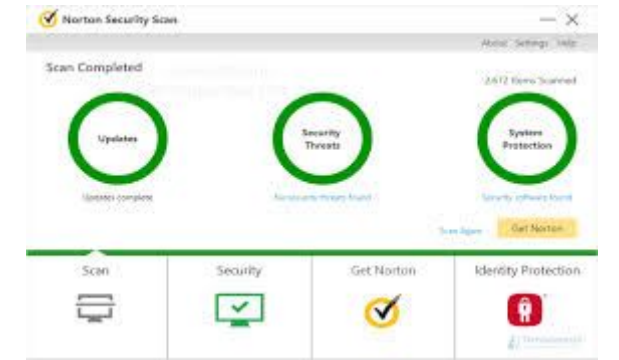 Norton Security Scan
About Settings Help
Scan Completed
2,612 Items Scanned
Updates
Security
Threats
System
Protection
Updates complete
No security threats found
Security software found
Scan Again
Get Norton
Scan
Security
Get Norton
Identity Protection